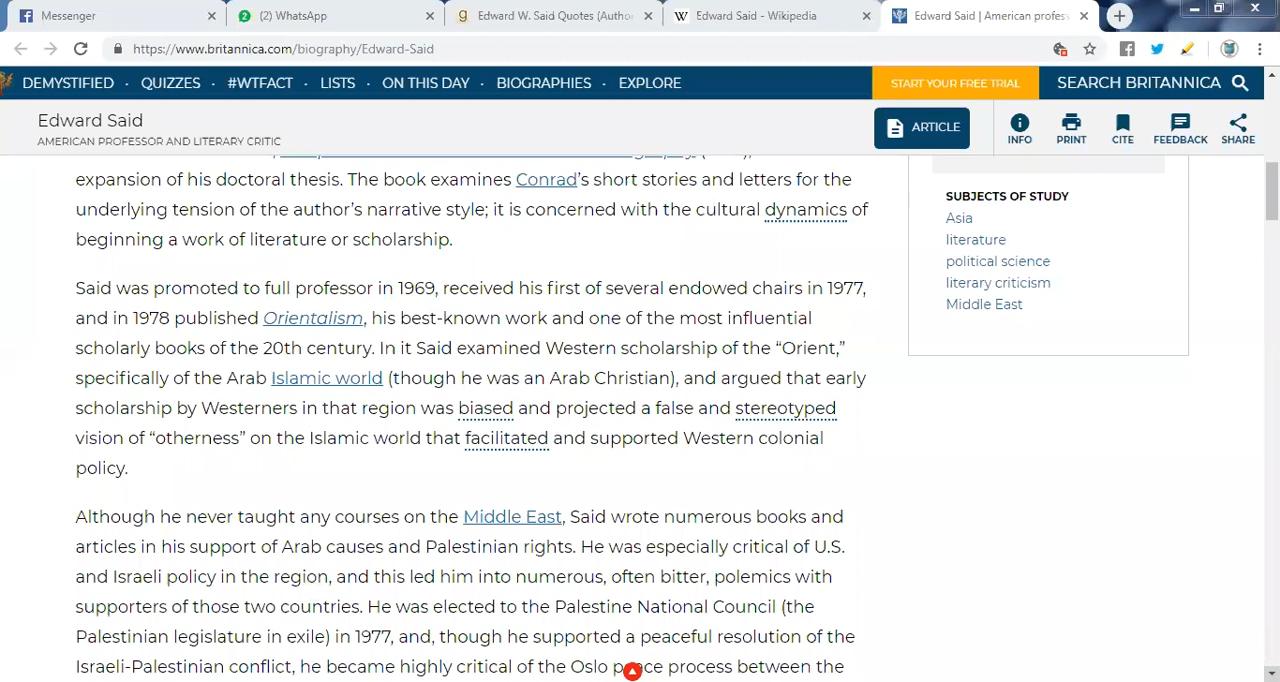 Messenger
(2) WhatsApp
Edward W. Said Quotes (Author
Edward Said - Wikipedia
Edward Said | American profess
https://www.britannica.com/biography/Edward-Said
DEMYSTIFIED · QUIZZES · #WTFACT · LISTS · ON THIS DAY · BIOGRAPHIES · EXPLORE
START YOUR FREE TRIAL
SEARCH BRITANNICA
Edward Said
AMERICAN PROFESSOR AND LITERARY CRITIC
ARTICLE
INFO
PRINT
CITE
FEEDBACK
SHARE
expansion of his doctoral thesis. The book examines Conrad’s short stories and letters for the
underlying tension of the author’s narrative style; it is concerned with the cultural dynamics of
beginning a work of literature or scholarship.
Said was promoted to full professor in 1969, received his first of several endowed chairs in 1977,
and in 1978 published Orientalism, his best-known work and one of the most influential
scholarly books of the 20th century. In it Said examined Western scholarship of the “Orient,”
specifically of the Arab Islamic world (though he was an Arab Christian), and argued that early
scholarship by Westerners in that region was biased and projected a false and stereotyped
vision of “otherness” on the Islamic world that facilitated and supported Western colonial
policy.
Although he never taught any courses on the Middle East, Said wrote numerous books and
articles in his support of Arab causes and Palestinian rights. He was especially critical of U.S.
and Israeli policy in the region, and this led him into numerous, often bitter, polemics with
supporters of those two countries. He was elected to the Palestine National Council (the
Palestinian legislature in exile) in 1977, and, though he supported a peaceful resolution of the
Israeli-Palestinian conflict, he became highly critical of the Oslo peace process between the
SUBJECTS OF STUDY
Asia
literature
political science
literary criticism
Middle East